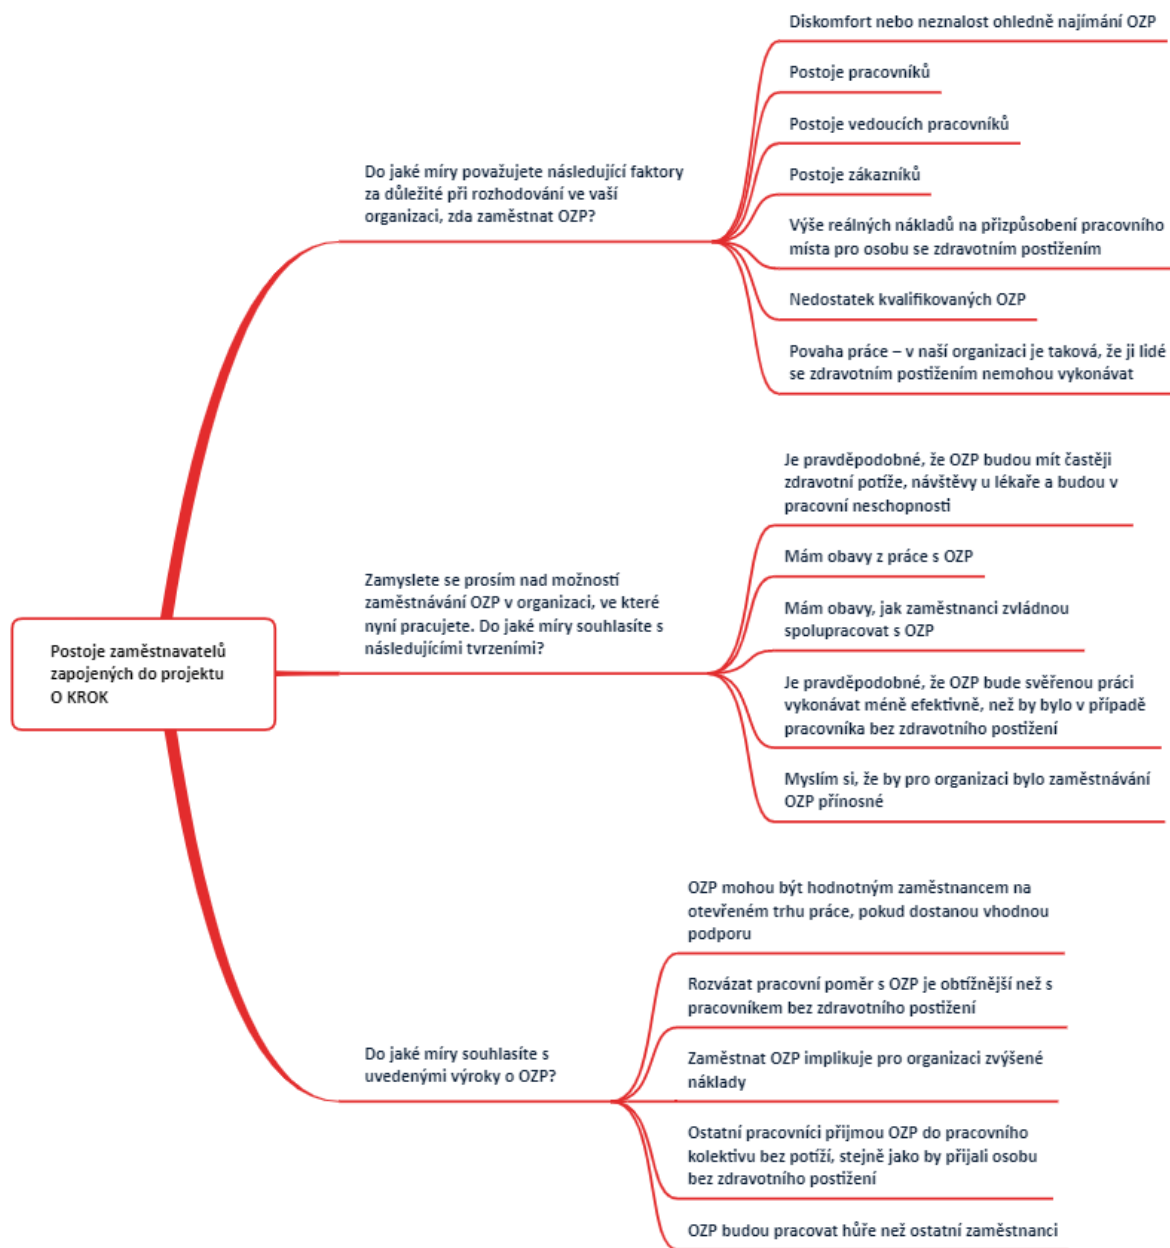 Postoje zaměstnavatelů
zapojených do projektu
O KROK
Do jaké míry považujete následující faktory
za důležité při rozhodování ve vaší
organizaci, zda zaměstnat OZP?
Diskomfort nebo neznalost ohledně najímání OZP
Postoje pracovníků
Postoje vedoucích pracovníků
Postoje zákazníků
Výše reálných nákladů na přizpůsobení pracovního
místa pro osobu se zdravotním postižením
Nedostatek kvalifikovaných OZP
Povaha práce – v naší organizaci je taková, že ji lidé
se zdravotním postižením nemohou vykonávat
Zamyslete se prosím nad možností
zaměstnávání OZP v organizaci, ve které
nyní pracujete. Do jaké míry souhlasíte s
následujícími tvrzeními?
Je pravděpodobné, že OZP budou mít častěji
zdravotní potíže, návštěvy u lékaře a budou v
pracovní neschopnosti
Mám obavy z práce s OZP
Mám obavy, jak zaměstnanci zvládnou
spolupracovat s OZP
Je pravděpodobné, že OZP bude svěřenou práci
vykonávat méně efektivně, než by bylo v případě
pracovníka bez zdravotního postižení
Myslím si, že by pro organizaci bylo zaměstnávání
OZP přínosné
Do jaké míry souhlasíte s
uvedenými výroky o OZP?
OZP mohou být hodnotným zaměstnancem na
otevřeném trhu práce, pokud dostanou vhodnou
podporu
Rozvázat pracovní poměr s OZP je obtížnější než s
pracovníkem bez zdravotního postižení
Zaměstnat OZP implikuje pro organizaci zvýšené
náklady
Ostatní pracovníci přijmou OZP do pracovního
kolektivu bez potíží, stejně jako by přijali osobu
bez zdravotního postižení
OZP budou pracovat hůře než ostatní zaměstnanci